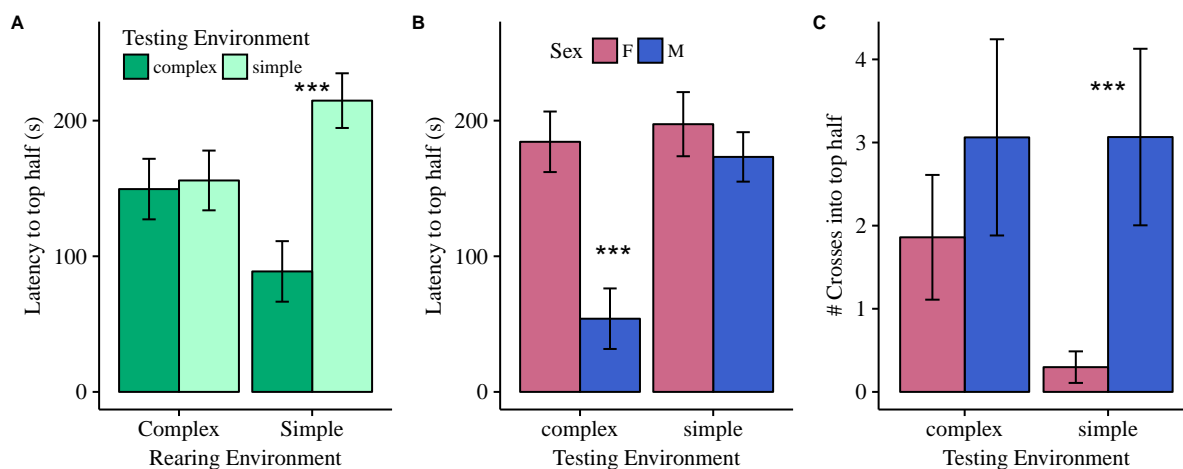 A
Testing Environment
complex simple
***
Latency to top half (s)
200
100
0
Complex Simple
Rearing Environment
B
Sex F M
***
Latency to top half (s)
200
100
0
complex simple
Testing Environment
C
***
# Crosses into top half
4
3
2
1
0
complex simple
Testing Environment